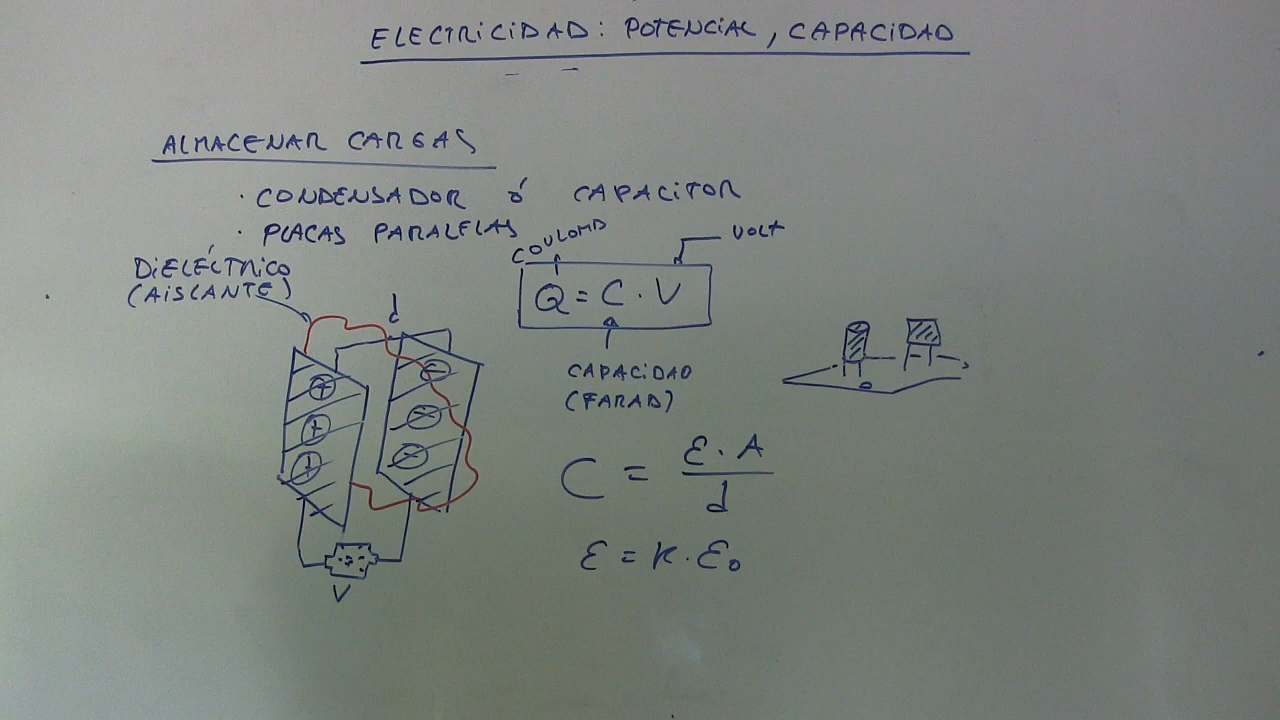 ELECTRICIDAD: POTENCIAL, CAPACIDAD
ALMACENAR CARGAS
· CONDENSADOR ó CAPACITOR
· PLACAS PARALELAS
COULOMB
VOLT
DIELÉCTRICO
(AISLANTE)
d
Q = C · V
CAPACIDAD
(FARAD)
+
+
+
-
-
-
C = ε · A / d
ε = K · ε₀
V